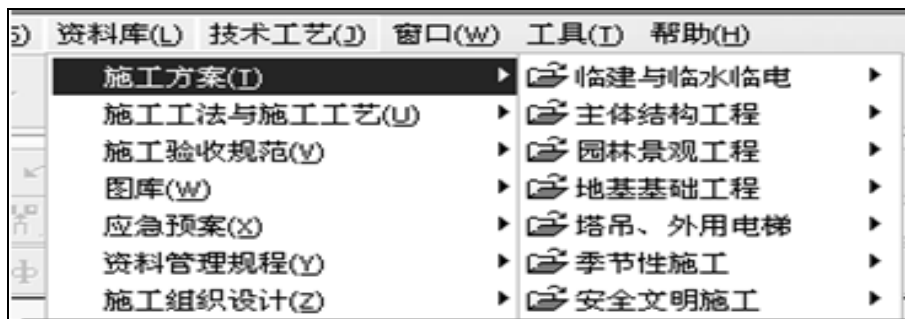 S) 资料库(L) 技术工艺(J) 窗口(W) 工具(T) 帮助(H)
施工方案(T) 临建与临水临电
施工工法与施工工艺(U) 主体结构工程
施工验收规范(V) 园林景观工程
图库(W) 地基基础工程
应急预案(X) 塔吊、外用电梯
资料管理规程(Y) 季节性施工
施工组织设计(Z) 安全文明施工